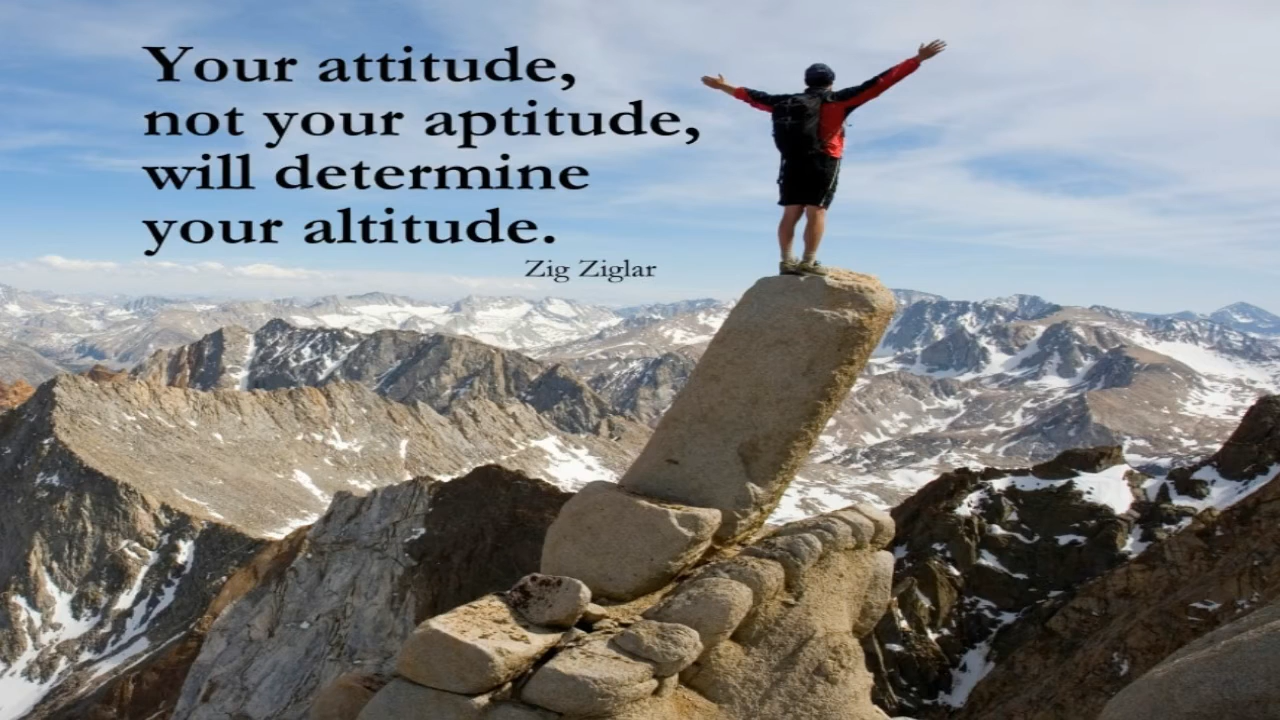 Your attitude,
not your aptitude,
will determine
your altitude.
Zig Ziglar